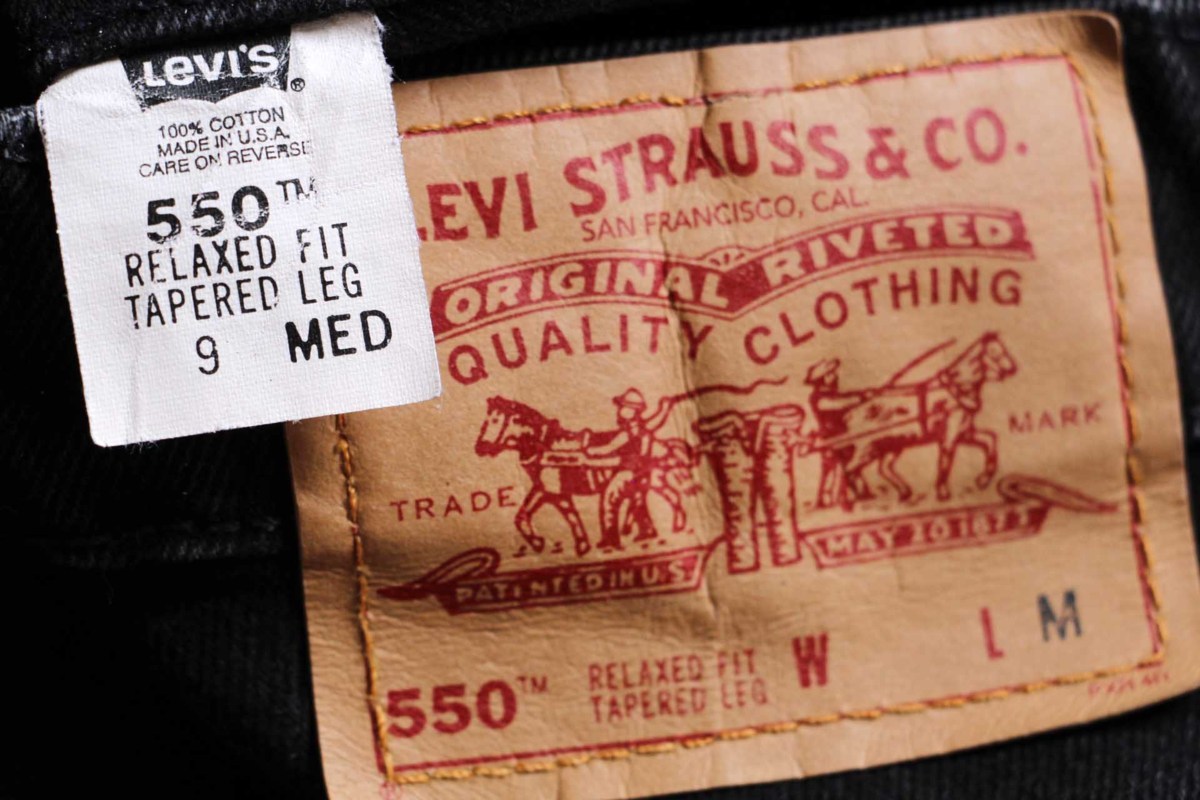 Levi's ®
100% COTTON
MADE IN U.S.A.
CARE ON REVERSE
550™
RELAXED FIT
TAPERED LEG
9 MED
LEVI STRAUSS & CO.
SAN FRANCISCO, CAL.
ORIGINAL RIVETED
QUALITY CLOTHING
TRADE MARK
PATENTED IN U.S.
MAY 20 1873
550™ RELAXED FIT W L M
TAPERED LEG